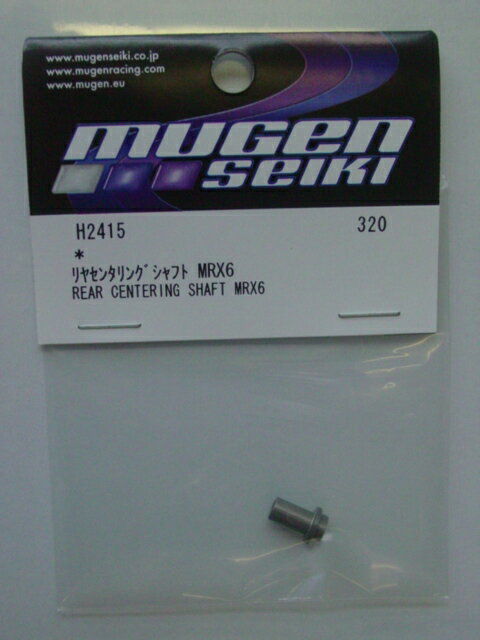 www.mugenseiki.co.jp
www.mugenracing.com
www.mugen.eu
mugen
seiki
H2415 320
*
ﾘﾔｾﾝﾀﾘﾝｸﾞｼｬﾌﾄ MRX6
REAR CENTERING SHAFT MRX6